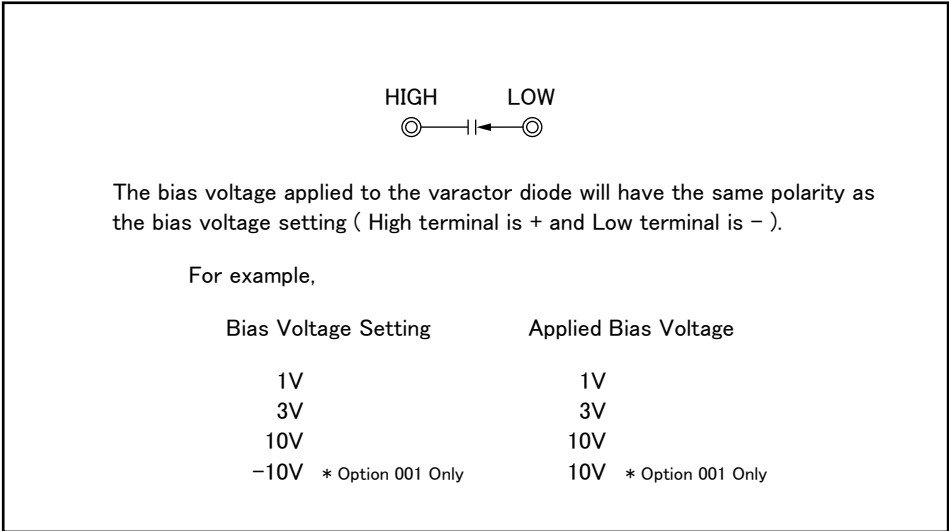 HIGH LOW
The bias voltage applied to the varactor diode will have the same polarity as
the bias voltage setting ( High terminal is + and Low terminal is − ).
For example,
Bias Voltage Setting Applied Bias Voltage
1V 1V
3V 3V
10V 10V
−10V * Option 001 Only 10V * Option 001 Only